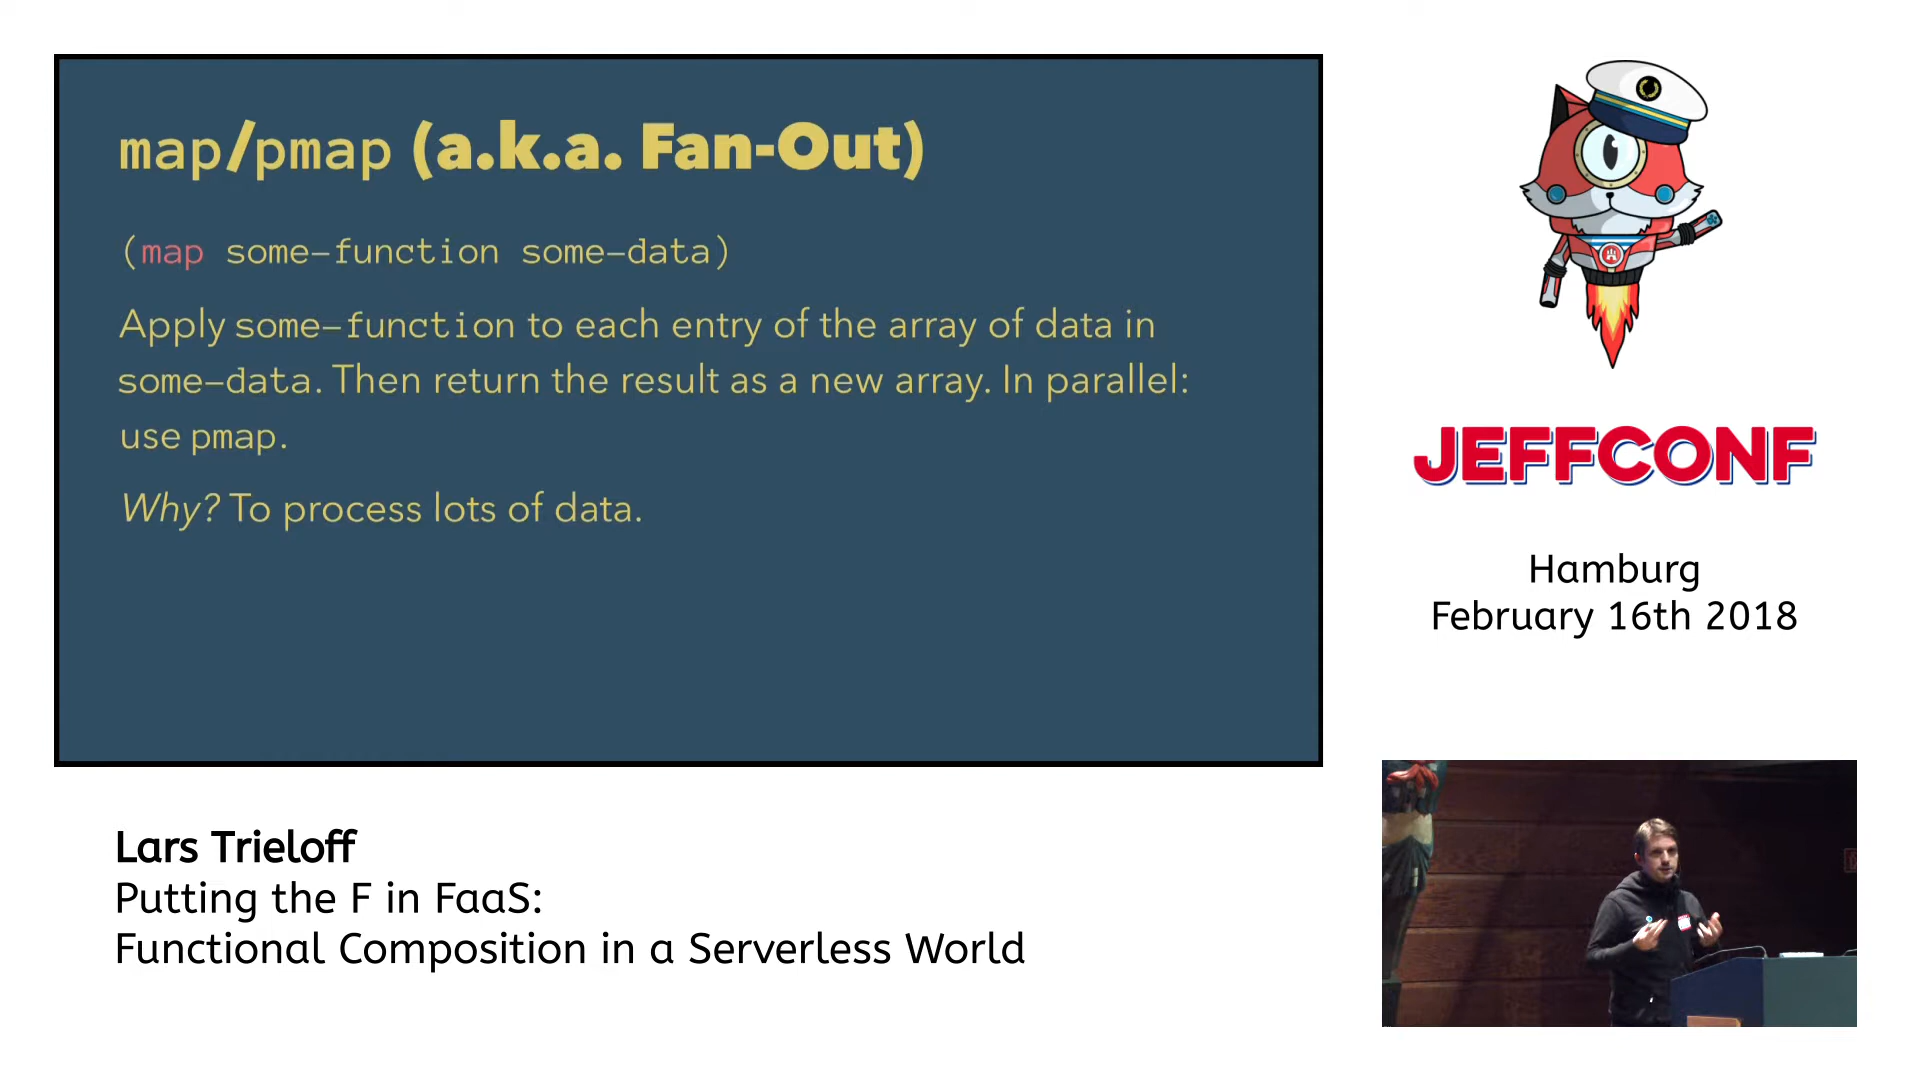 map/pmap (a.k.a. Fan-Out)
(map some-function some-data)
Apply some-function to each entry of the array of data in
some-data. Then return the result as a new array. In parallel:
use pmap.
Why? To process lots of data.
JEFFCONF
Hamburg
February 16th 2018
Lars Trieloff
Putting the F in FaaS:
Functional Composition in a Serverless World